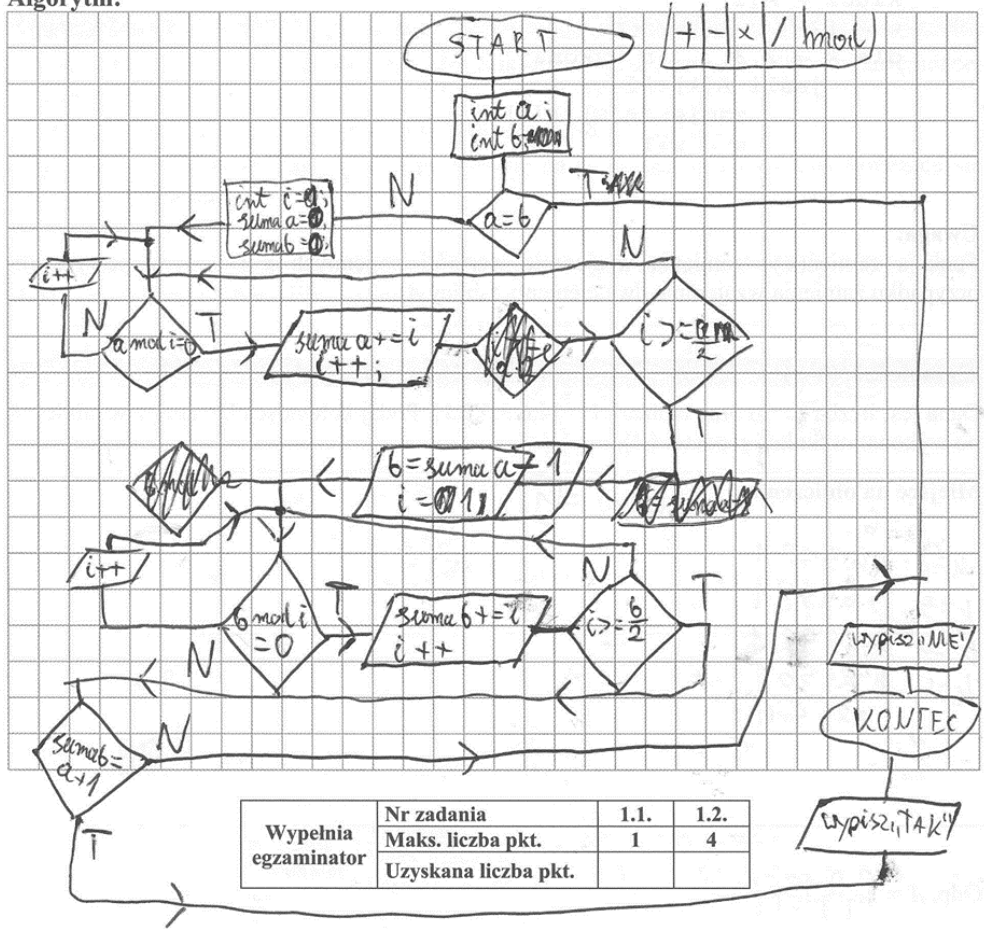 Algorytm:
START
+ | - | × | / mod
int a;
int b
a=b
N
T
int i=0;
suma a=0;
suma b=0;
i++
N
a mod i=0
T
suma a+=i
i++;
N
i>=a/2
T
b=suma a-1
i=1;
i++
N
b mod i
=0
T
suma b+=i
i++
N
i>=b/2
T
suma b=
a+1
N
T
wypisz „NIE”
KONIEC
wypisz „TAK”
Wypełnia
egzaminator
Nr zadania 1.1. 1.2.
Maks. liczba pkt. 1 4
Uzyskana liczba pkt.